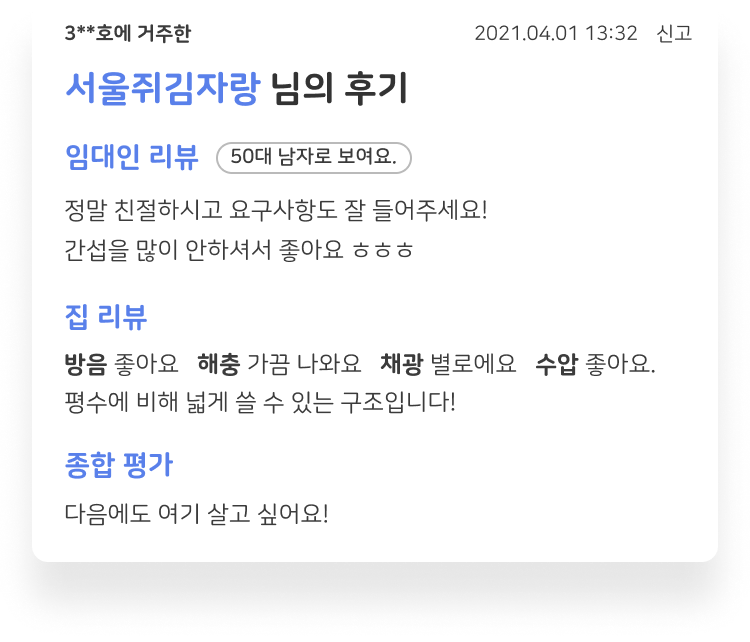 3**호에 거주한 2021.04.01 13:32 신고
서울쥐김자랑 님의 후기
임대인 리뷰 50대 남자로 보여요.
정말 친절하시고 요구사항도 잘 들어주세요!
간섭을 많이 안하셔서 좋아요 ㅎㅎㅎ
집 리뷰
방음 좋아요 해충 가끔 나와요 채광 별로에요 수압 좋아요.
평수에 비해 넓게 쓸 수 있는 구조입니다!
종합 평가
다음에도 여기 살고 싶어요!